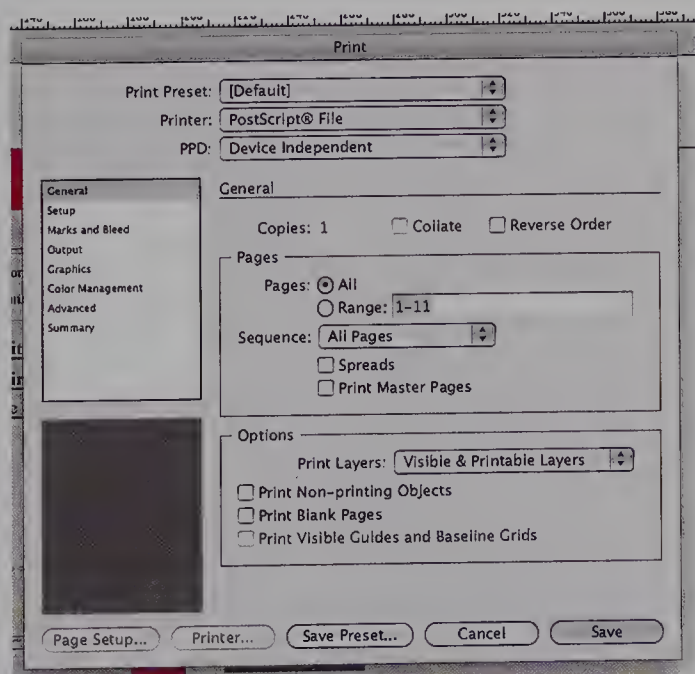 Print
Print Preset: [Default]
Printer: PostScript® File
PPD: Device Independent
General
Setup
Marks and Bleed
Output
Graphics
Color Management
Advanced
Summary
General
Copies: 1 Collate Reverse Order
Pages
Pages: All
Range: 1-11
Sequence: All Pages
Spreads
Print Master Pages
Options
Print Layers: Visible & Printable Layers
Print Non-printing Objects
Print Blank Pages
Print Visible Guides and Baseline Grids
Page Setup... Printer... Save Preset... Cancel Save